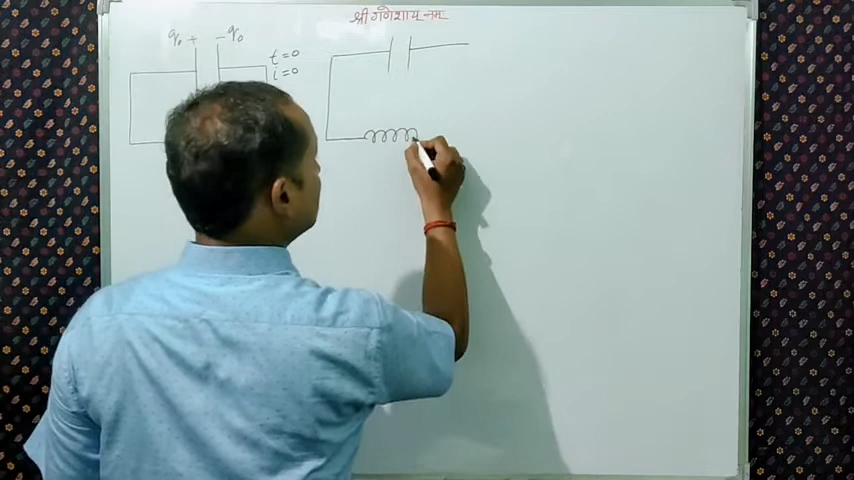 श्री गणेशाय नमः
q₀ + - q₀
t=0
i=0